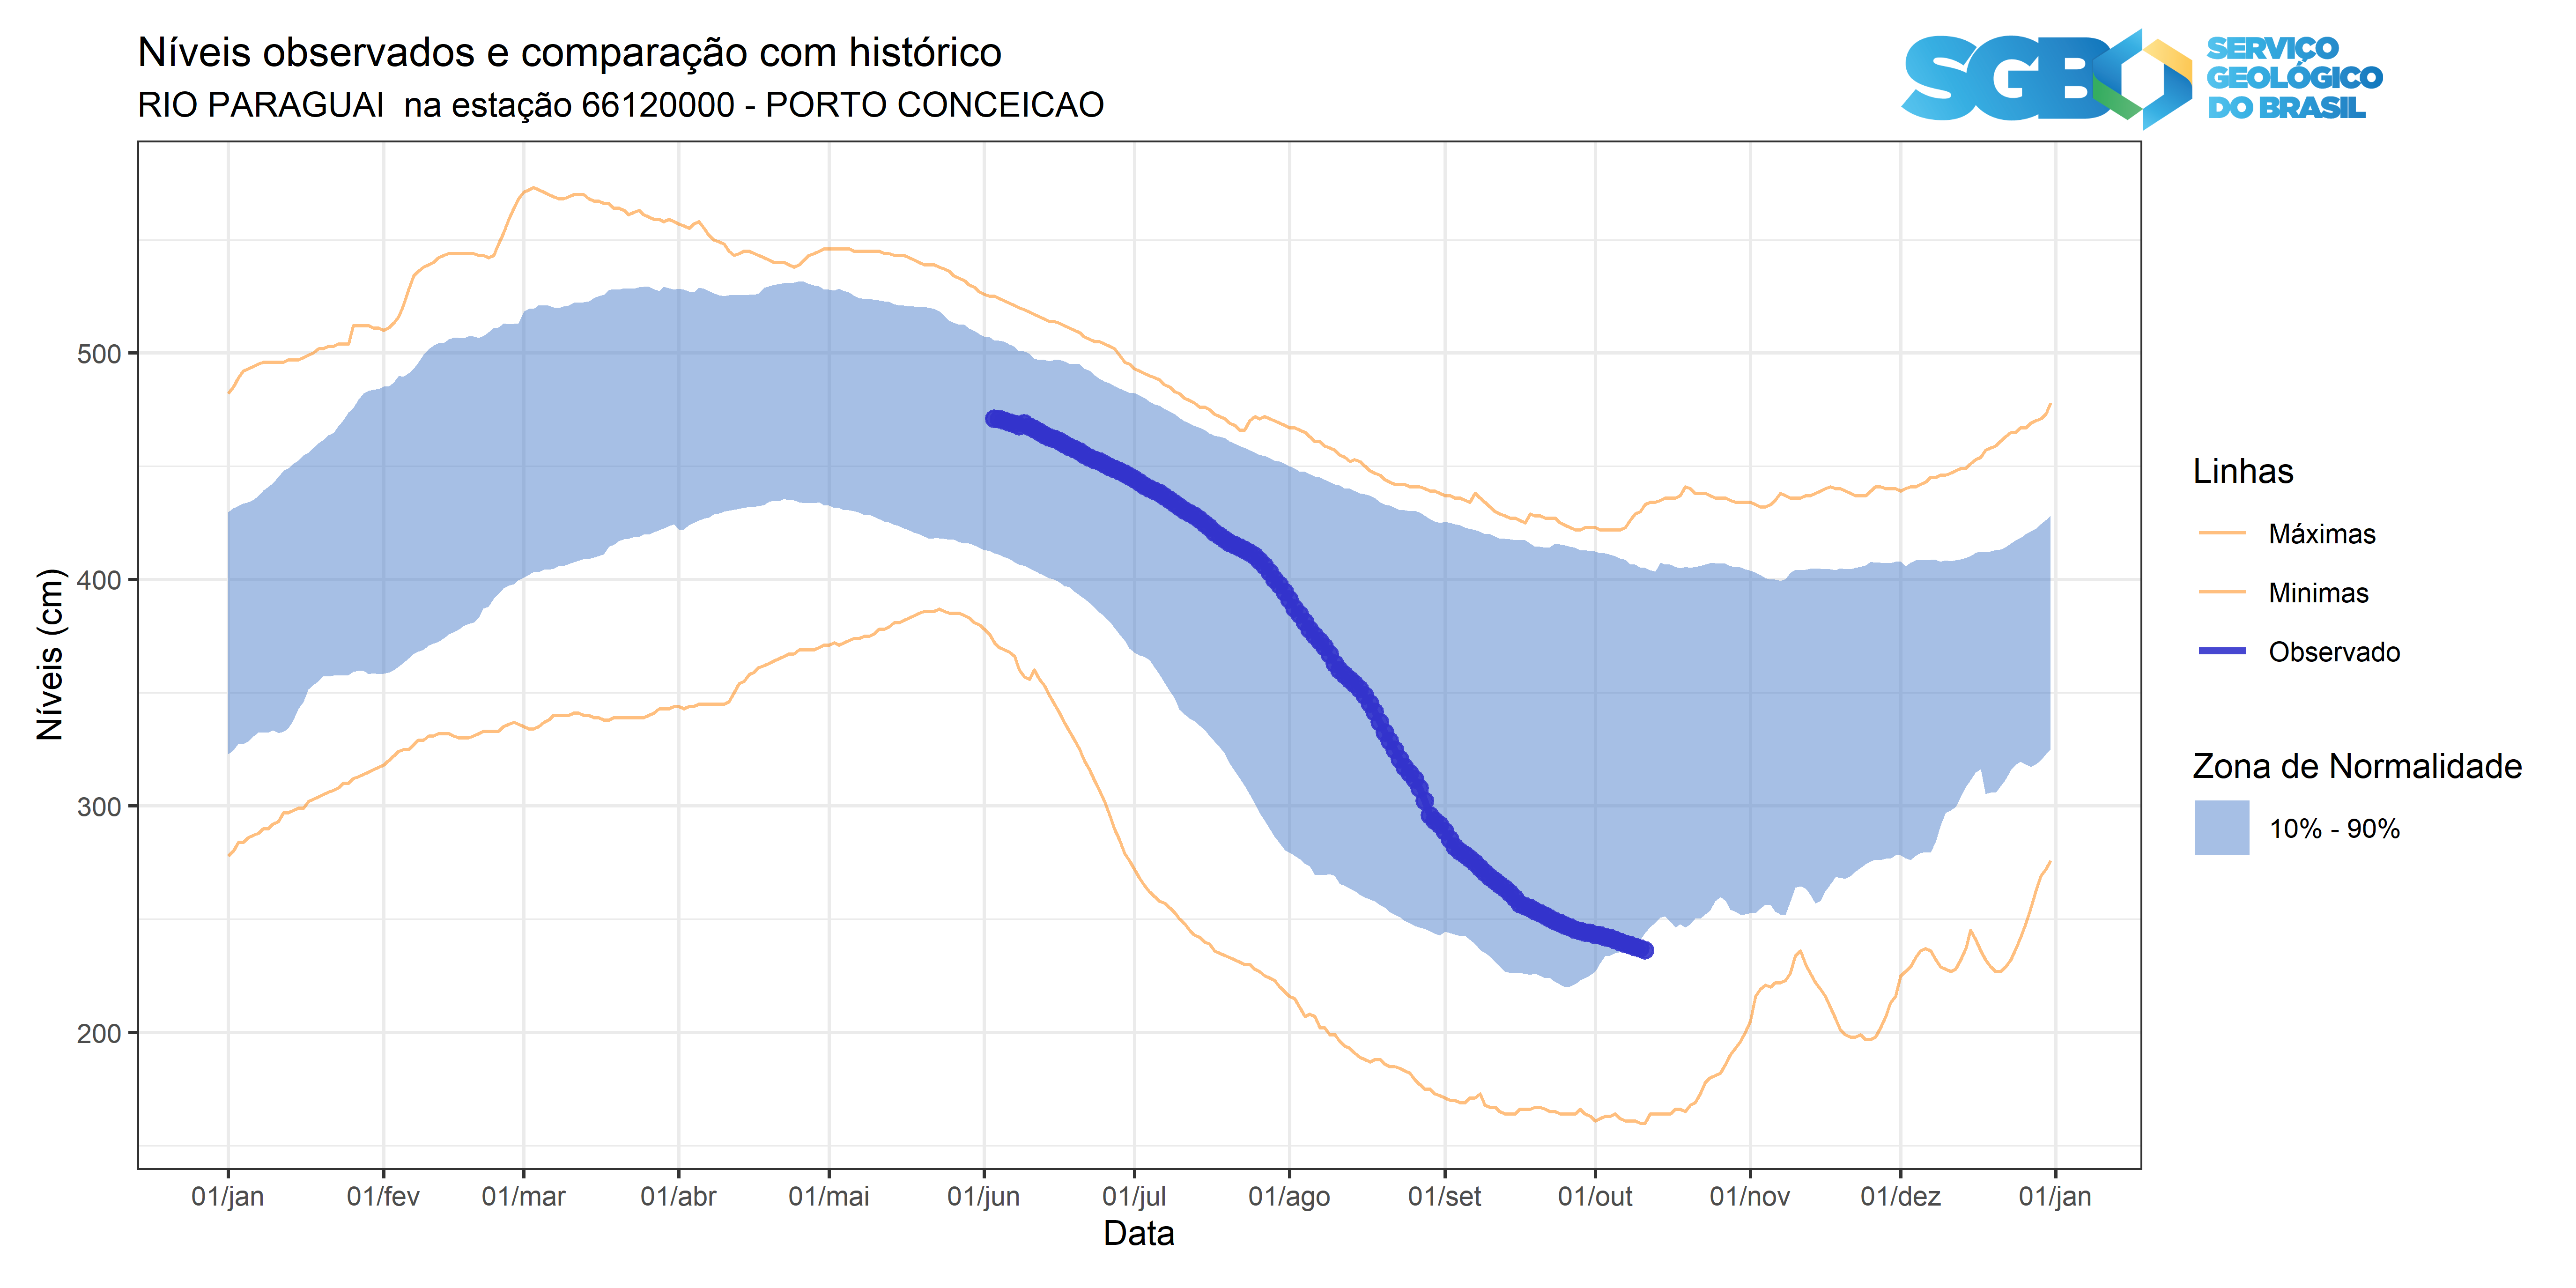 Níveis observados e comparação com histórico
RIO PARAGUAI  na estação 66120000 - PORTO CONCEICAO
SGB
SERVIÇO
GEOLÓGICO
DO BRASIL
Níveis (cm)
500
400
300
200
01/jan
01/fev
01/mar
01/abr
01/mai
01/jun
01/jul
01/ago
01/set
01/out
01/nov
01/dez
01/jan
Data
Linhas
Máximas
Minimas
Observado
Zona de Normalidade
10% - 90%